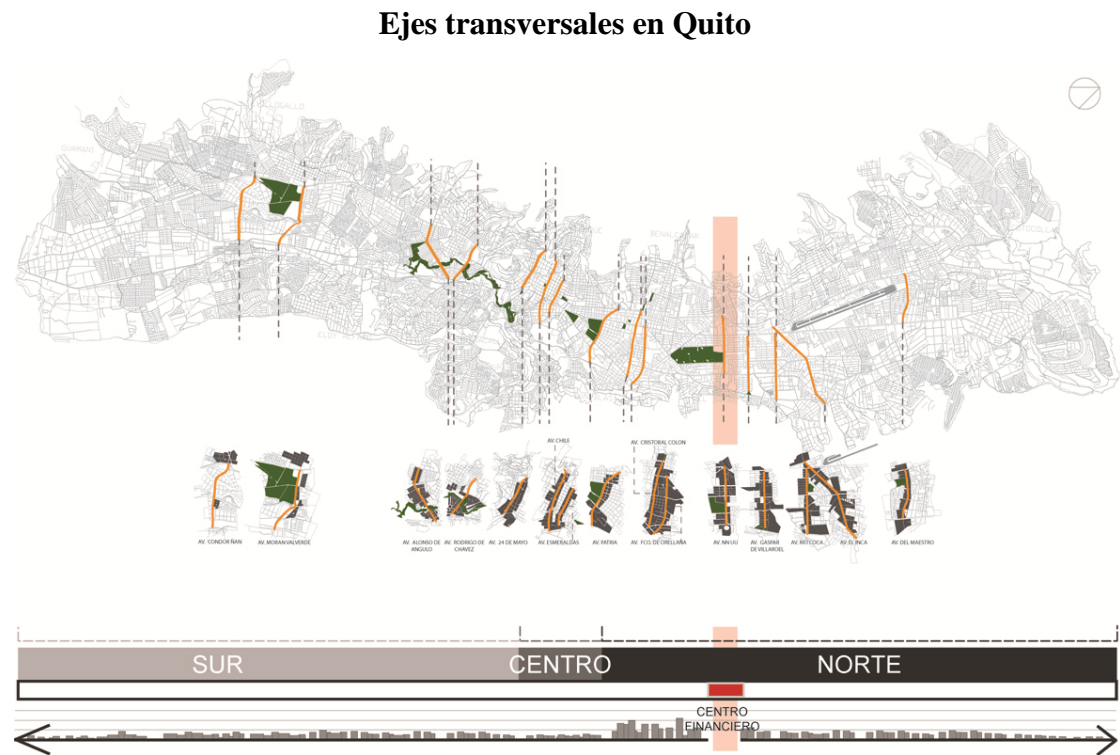 Ejes transversales en Quito
AV. CHILE
AV. CRISTOBAL COLON
AV. CONDOR ÑAN
AV. MORAN VALVERDE
AV. ALONSO DE
ANGULO
AV. RODRIGO DE
CHAVEZ
AV. 24 DE MAYO
AV. ESMERALDAS
AV. PATRIA
AV. FCO. DE ORELLANA
AV. NN UU
AV. GASPAR
DE VILLAROEL
AV. RIO COCA
AV. EL INCA
AV. DEL MAESTRO
SUR
CENTRO
NORTE
CENTRO
FINANCIERO